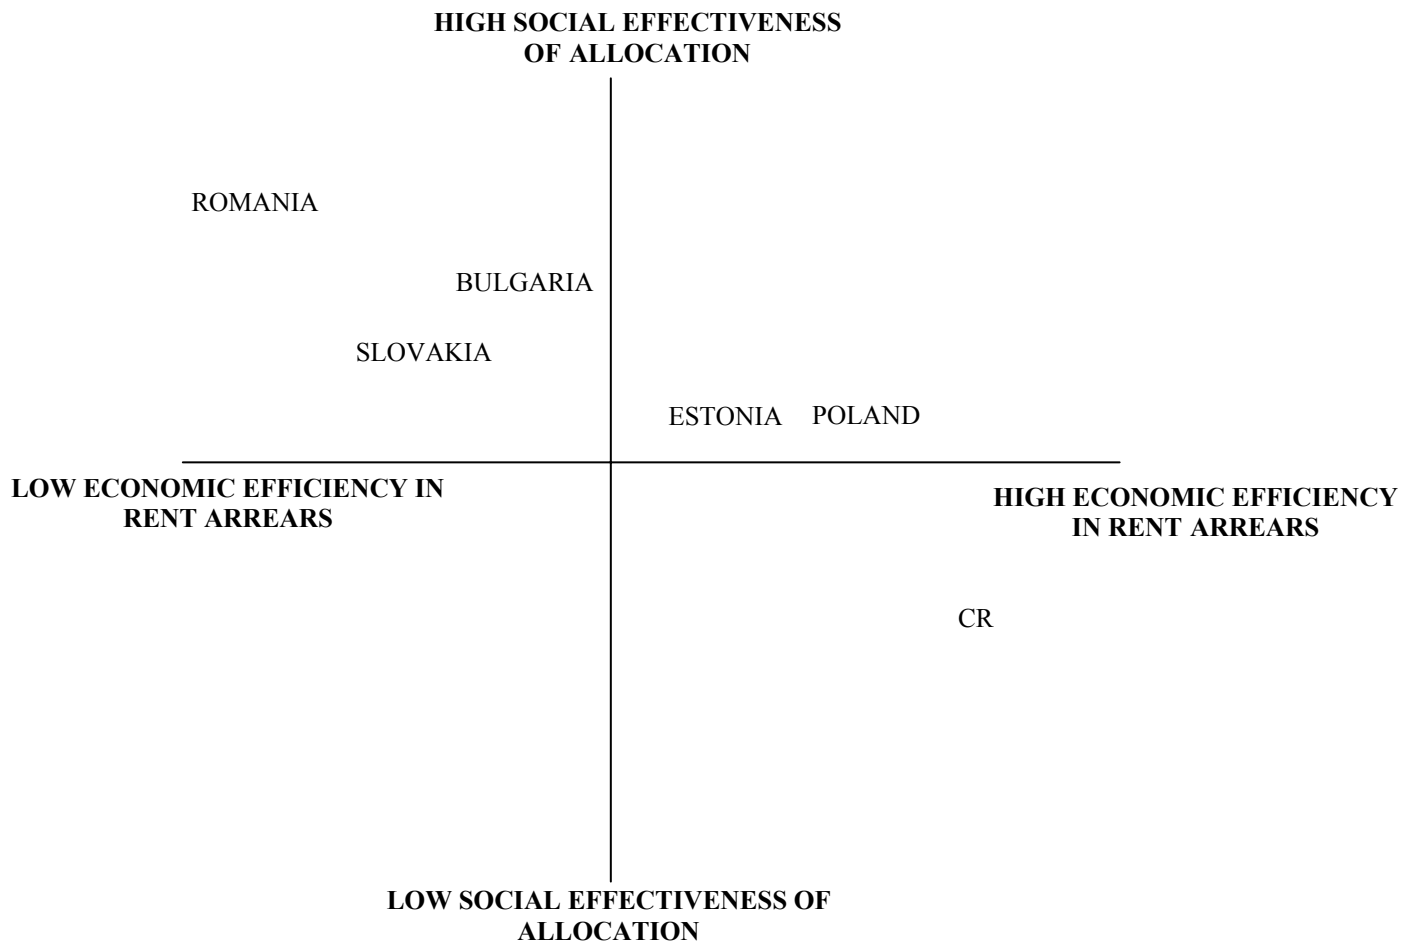 HIGH SOCIAL EFFECTIVENESS
OF ALLOCATION
ROMANIA
BULGARIA
SLOVAKIA
ESTONIA POLAND
LOW ECONOMIC EFFICIENCY IN
RENT ARREARS
HIGH ECONOMIC EFFICIENCY
IN RENT ARREARS
CR
LOW SOCIAL EFFECTIVENESS OF
ALLOCATION